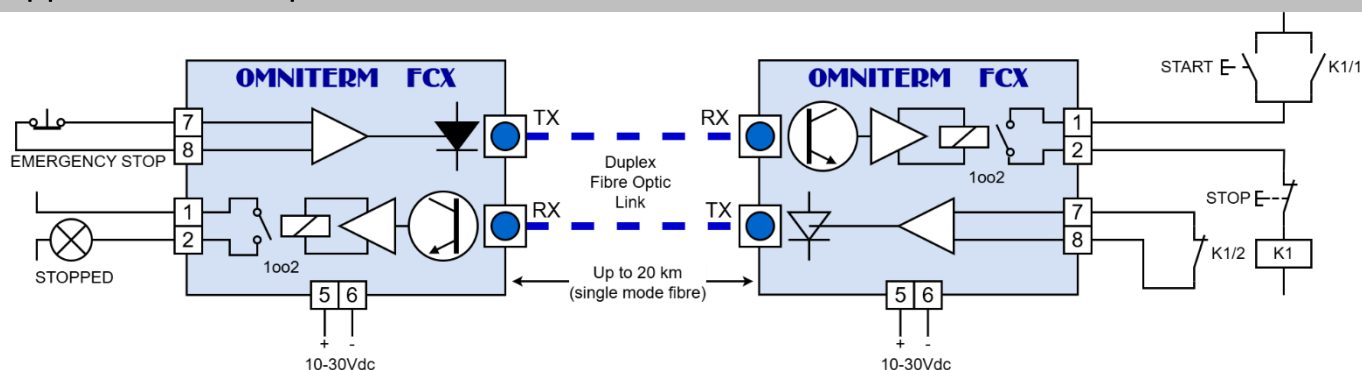 OMNITERM FCX
7
8
EMERGENCY STOP
1
2
STOPPED
1oo2
5 6
+ -
10-30Vdc
TX
RX
Duplex
Fibre Optic
Link
Up to 20 km
(single mode fibre)
RX
TX
OMNITERM FCX
1oo2
1
2
7
8
5 6
+ -
10-30Vdc
START
K1/1
STOP
K1/2
K1